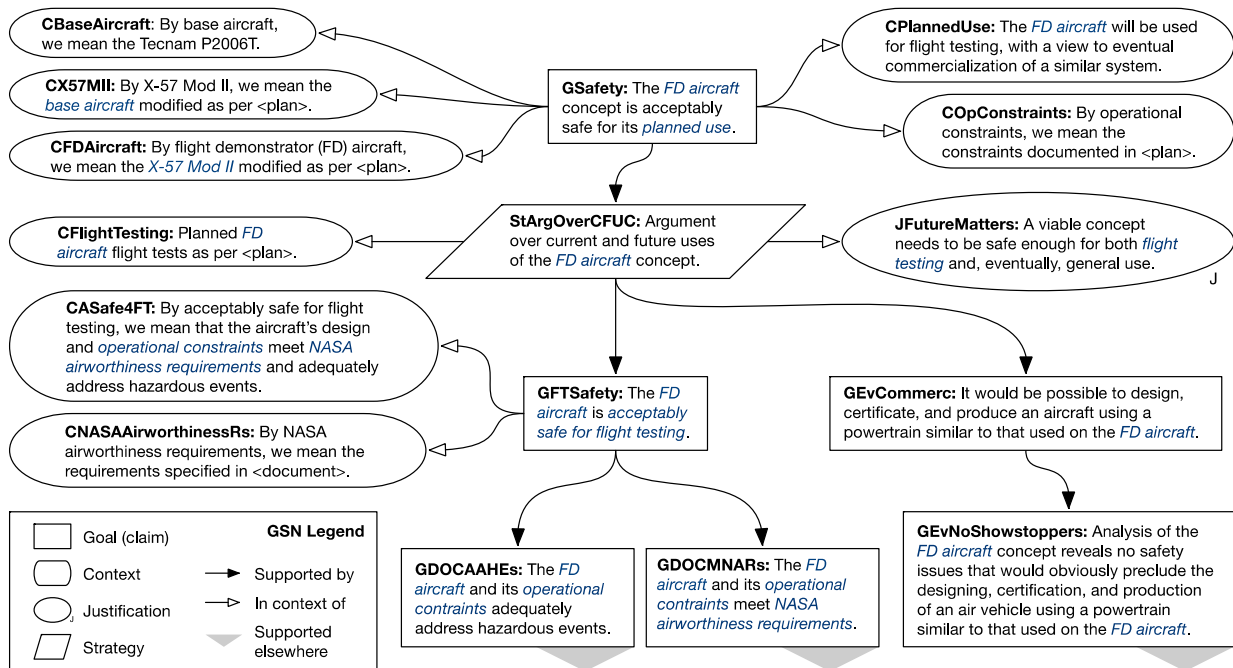 CBaseAircraft: By base aircraft,
we mean the Tecnam P2006T.
CX57MII: By X-57 Mod II, we mean the
base aircraft modified as per <plan>.
CFDAircraft: By flight demonstrator (FD) aircraft,
we mean the X-57 Mod II modified as per <plan>.
GSafety: The FD aircraft
concept is acceptably
safe for its planned use.
CPlannedUse: The FD aircraft will be used
for flight testing, with a view to eventual
commercialization of a similar system.
COpConstraints: By operational
constraints, we mean the
constraints documented in <plan>.
CFlightTesting: Planned FD
aircraft flight tests as per <plan>.
StArgOverCFUC: Argument
over current and future uses
of the FD aircraft concept.
JFutureMatters: A viable concept
needs to be safe enough for both flight
testing and, eventually, general use.
J
CASafe4FT: By acceptably safe for flight
testing, we mean that the aircraft's design
and operational constraints meet NASA
airworthiness requirements and adequately
address hazardous events.
CNASAAirworthinessRs: By NASA
airworthiness requirements, we mean the
requirements specified in <document>.
GFTSafety: The FD
aircraft is acceptably
safe for flight testing.
GEvCommerc: It would be possible to design,
certificate, and produce an aircraft using a
powertrain similar to that used on the FD aircraft.
GSN Legend
Goal (claim)
Context
Justification
J
Strategy
Supported by
In context of
Supported
elsewhere
GDOCAAHEs: The FD
aircraft and its operational
contraints adequately
address hazardous events.
GDOCMNARs: The FD
aircraft and its operational
contraints meet NASA
airworthiness requirements.
GEvNoShowstoppers: Analysis of the
FD aircraft concept reveals no safety
issues that would obviously preclude the
designing, certification, and production
of an air vehicle using a powertrain
similar to that used on the FD aircraft.